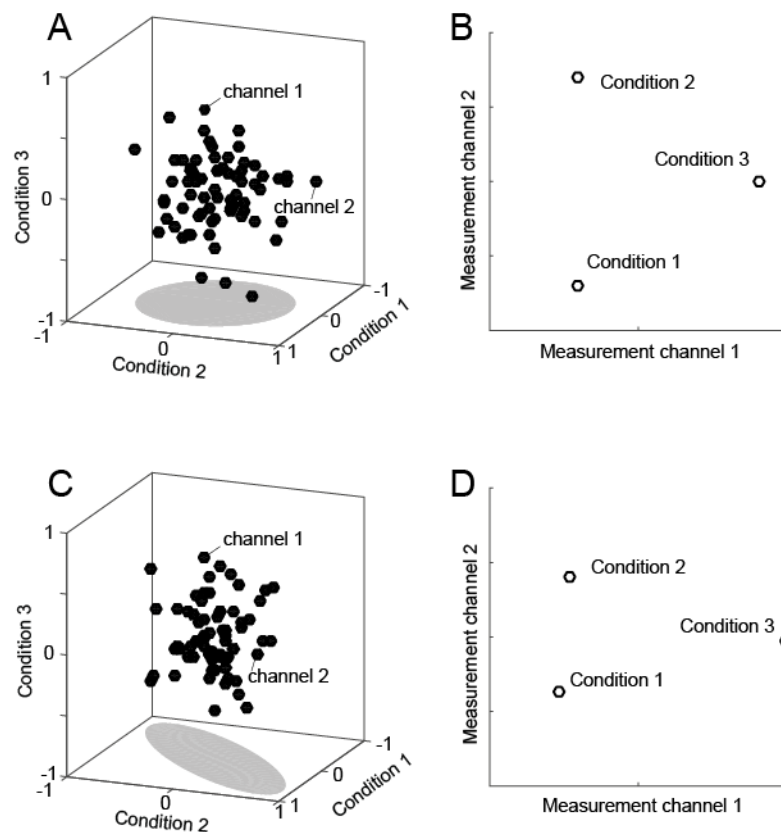 A
1
channel 1
Condition 3
0
channel 2
-1
-1
0
Condition 2
1
1
0
Condition 1
-1
B
Measurement channel 2
Condition 2
Condition 3
Condition 1
Measurement channel 1
C
1
channel 1
Condition 3
0
channel 2
-1
-1
0
Condition 2
1
1
0
Condition 1
-1
D
Measurement channel 2
Condition 2
Condition 3
Condition 1
Measurement channel 1